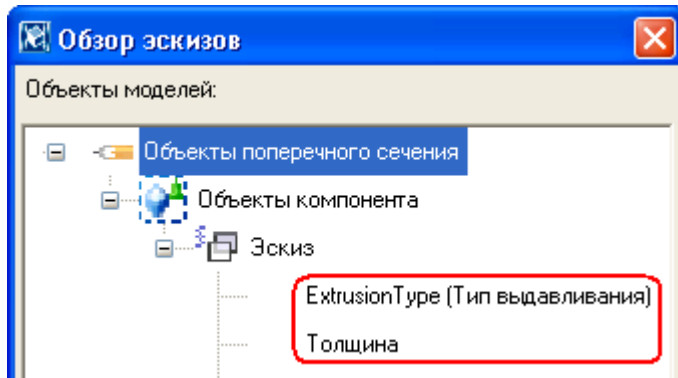 Обзор эскизов
Объекты моделей:
Объекты поперечного сечения
Объекты компонента
Эскиз
ExtrusionType (Тип выдавливания)
Толщина